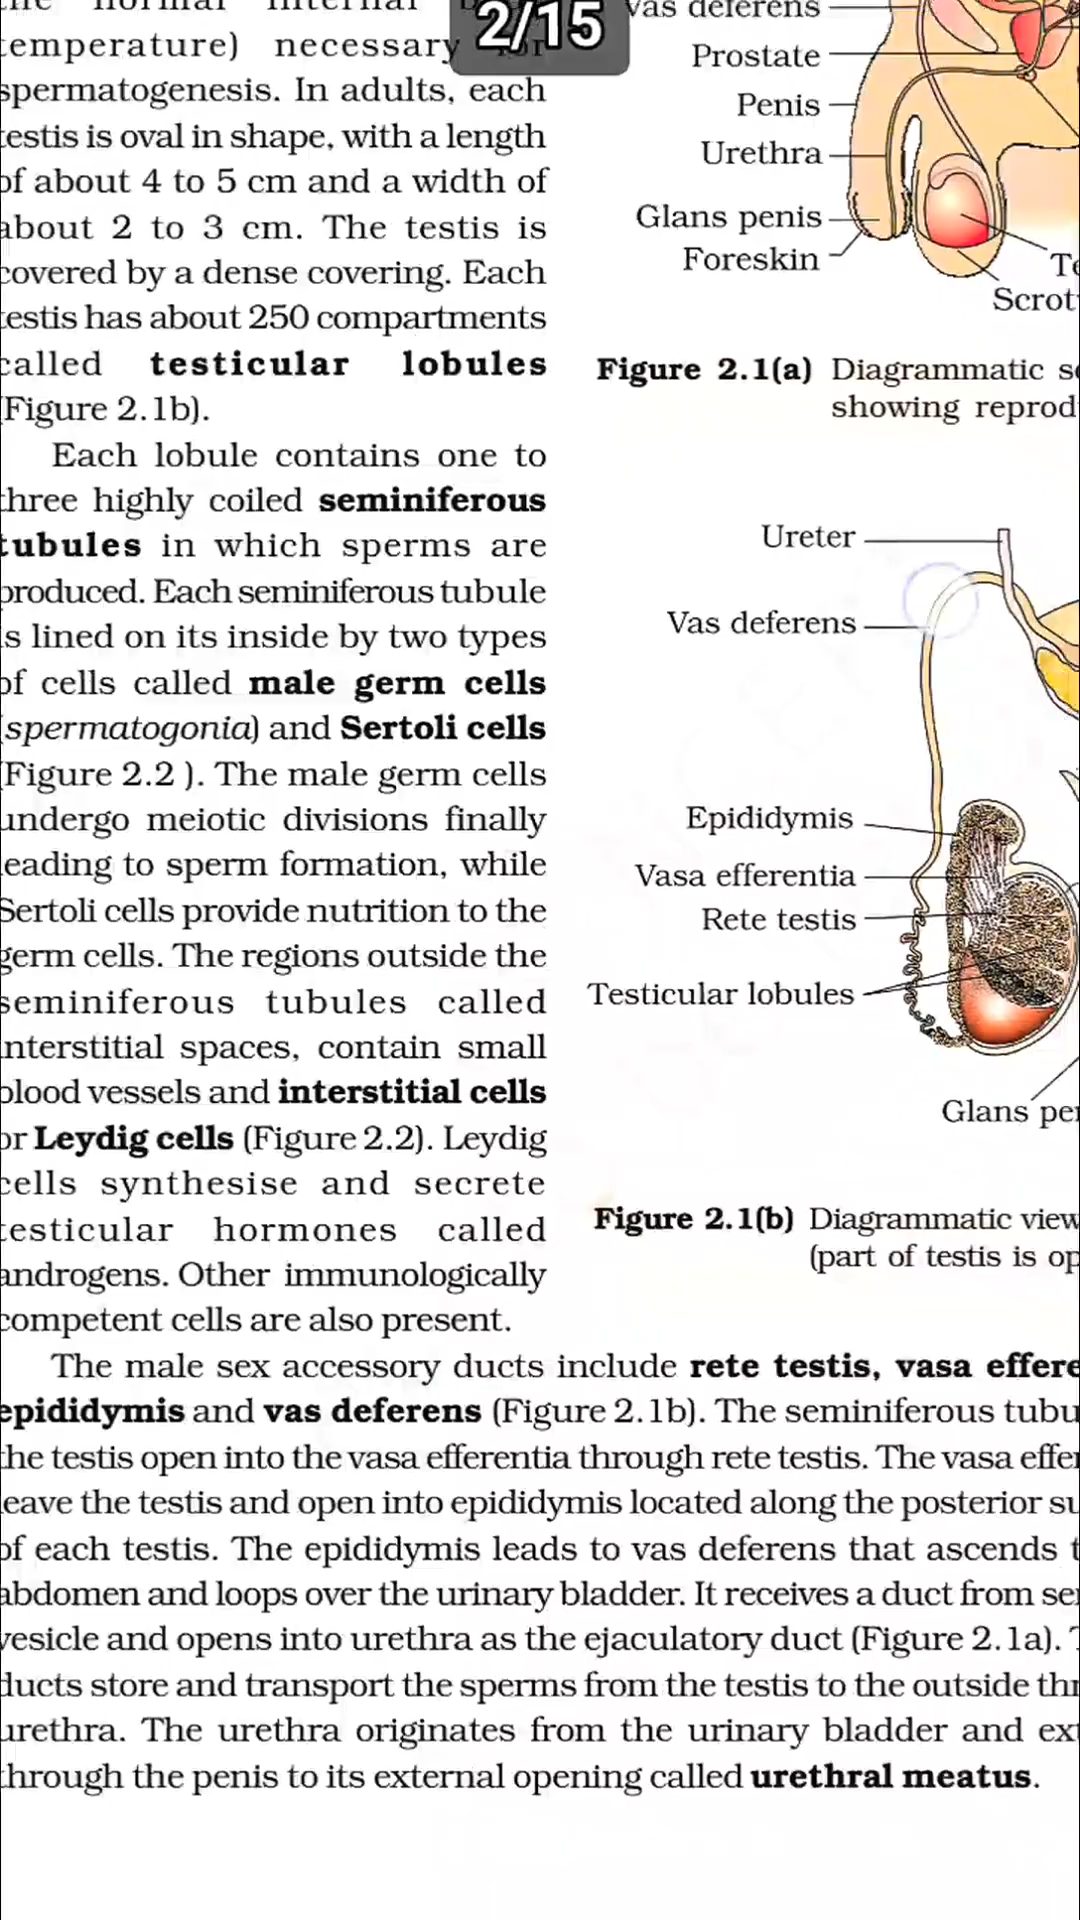 2/15
temperature) necessary for
spermatogenesis. In adults, each
testis is oval in shape, with a length
of about 4 to 5 cm and a width of
about 2 to 3 cm. The testis is
covered by a dense covering. Each
testis has about 250 compartments
called testicular lobules
(Figure 2.1b).
Each lobule contains one to
three highly coiled seminiferous
tubules in which sperms are
produced. Each seminiferous tubule
is lined on its inside by two types
of cells called male germ cells
(spermatogonia) and Sertoli cells
(Figure 2.2 ). The male germ cells
undergo meiotic divisions finally
leading to sperm formation, while
Sertoli cells provide nutrition to the
germ cells. The regions outside the
seminiferous tubules called
interstitial spaces, contain small
blood vessels and interstitial cells
or Leydig cells (Figure 2.2). Leydig
cells synthesise and secrete
testicular hormones called
androgens. Other immunologically
competent cells are also present.
vas deferens
Prostate
Penis
Urethra
Glans penis
Foreskin
Te
Scrot
Figure 2.1(a) Diagrammatic se
showing reprod
Ureter
Vas deferens
Epididymis
Vasa efferentia
Rete testis
Testicular lobules
Glans pe
Figure 2.1(b) Diagrammatic view
(part of testis is op
The male sex accessory ducts include rete testis, vasa effere
epididymis and vas deferens (Figure 2.1b). The seminiferous tubu
the testis open into the vasa efferentia through rete testis. The vasa effe
leave the testis and open into epididymis located along the posterior su
of each testis. The epididymis leads to vas deferens that ascends t
abdomen and loops over the urinary bladder. It receives a duct from se
vesicle and opens into urethra as the ejaculatory duct (Figure 2.1a).
ducts store and transport the sperms from the testis to the outside thr
urethra. The urethra originates from the urinary bladder and ext
through the penis to its external opening called urethral meatus.